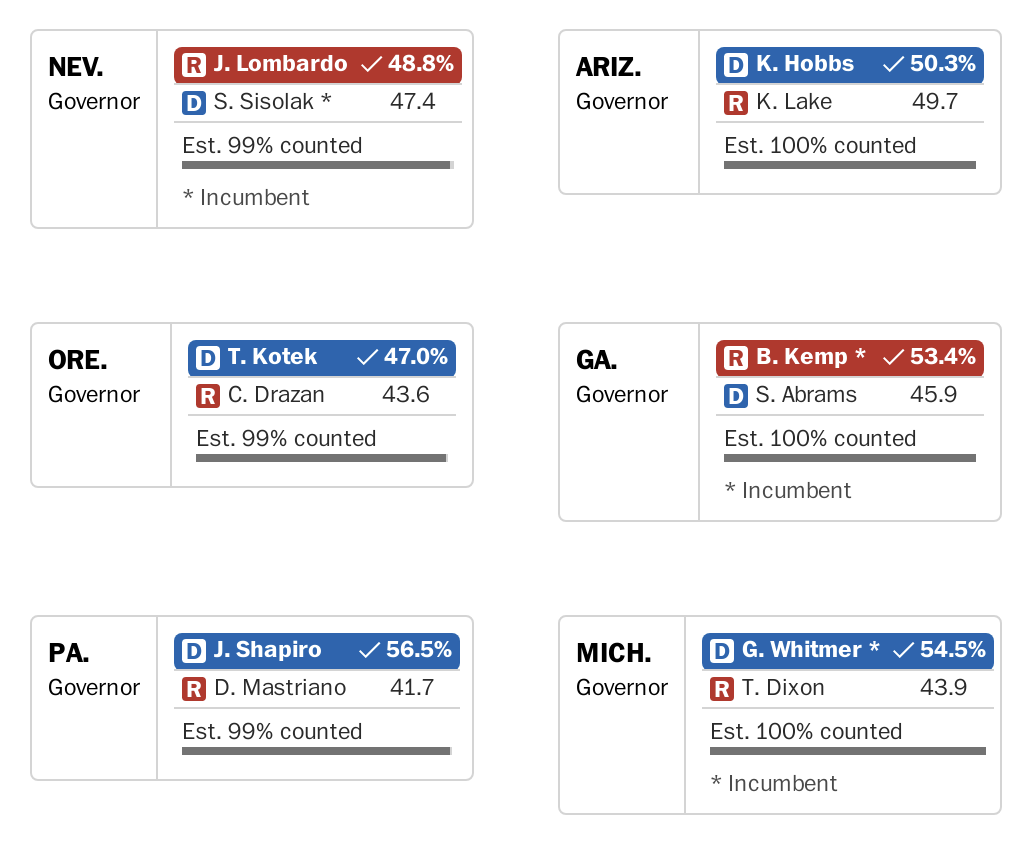 NEV.
Governor
R J. Lombardo ✓ 48.8%
D S. Sisolak * 47.4
Est. 99% counted
* Incumbent
ARIZ.
Governor
D K. Hobbs ✓ 50.3%
R K. Lake 49.7
Est. 100% counted
ORE.
Governor
D T. Kotek ✓ 47.0%
R C. Drazan 43.6
Est. 99% counted
GA.
Governor
R B. Kemp * ✓ 53.4%
D S. Abrams 45.9
Est. 100% counted
* Incumbent
PA.
Governor
D J. Shapiro ✓ 56.5%
R D. Mastriano 41.7
Est. 99% counted
MICH.
Governor
D G. Whitmer * ✓ 54.5%
R T. Dixon 43.9
Est. 100% counted
* Incumbent